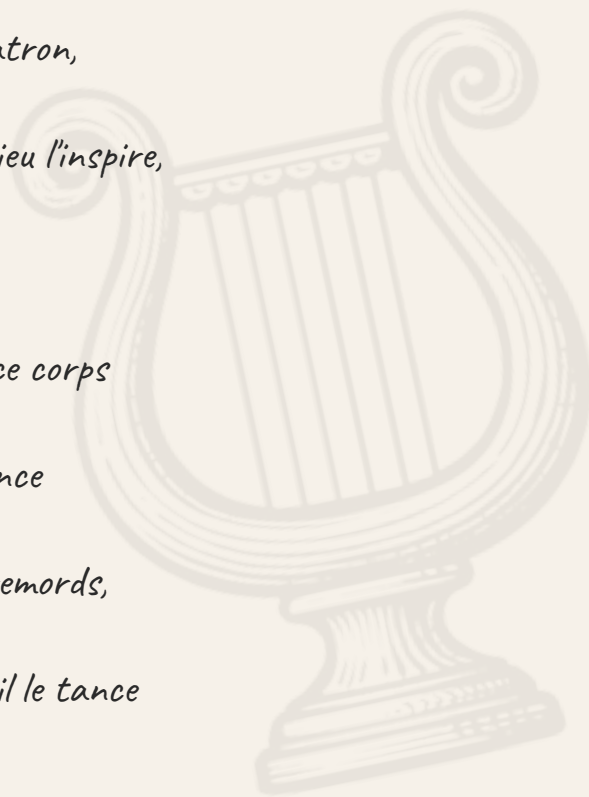 atron,
ieu l'inspire,
ce corps
nce
emords,
il le tance